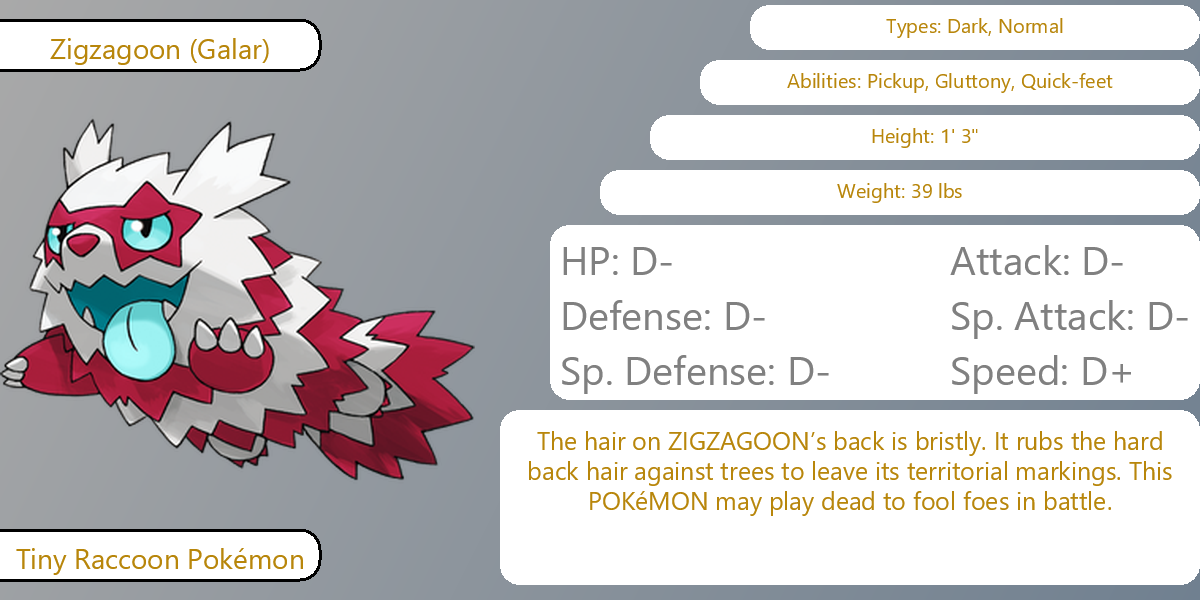 Zigzagoon (Galar)
Types: Dark, Normal
Abilities: Pickup, Gluttony, Quick-feet
Height: 1' 3"
Weight: 39 lbs
HP: D-
Attack: D-
Defense: D-
Sp. Attack: D-
Sp. Defense: D-
Speed: D+
The hair on ZIGZAGOON’s back is bristly. It rubs the hard
back hair against trees to leave its territorial markings. This
POKéMON may play dead to fool foes in battle.
Tiny Raccoon Pokémon